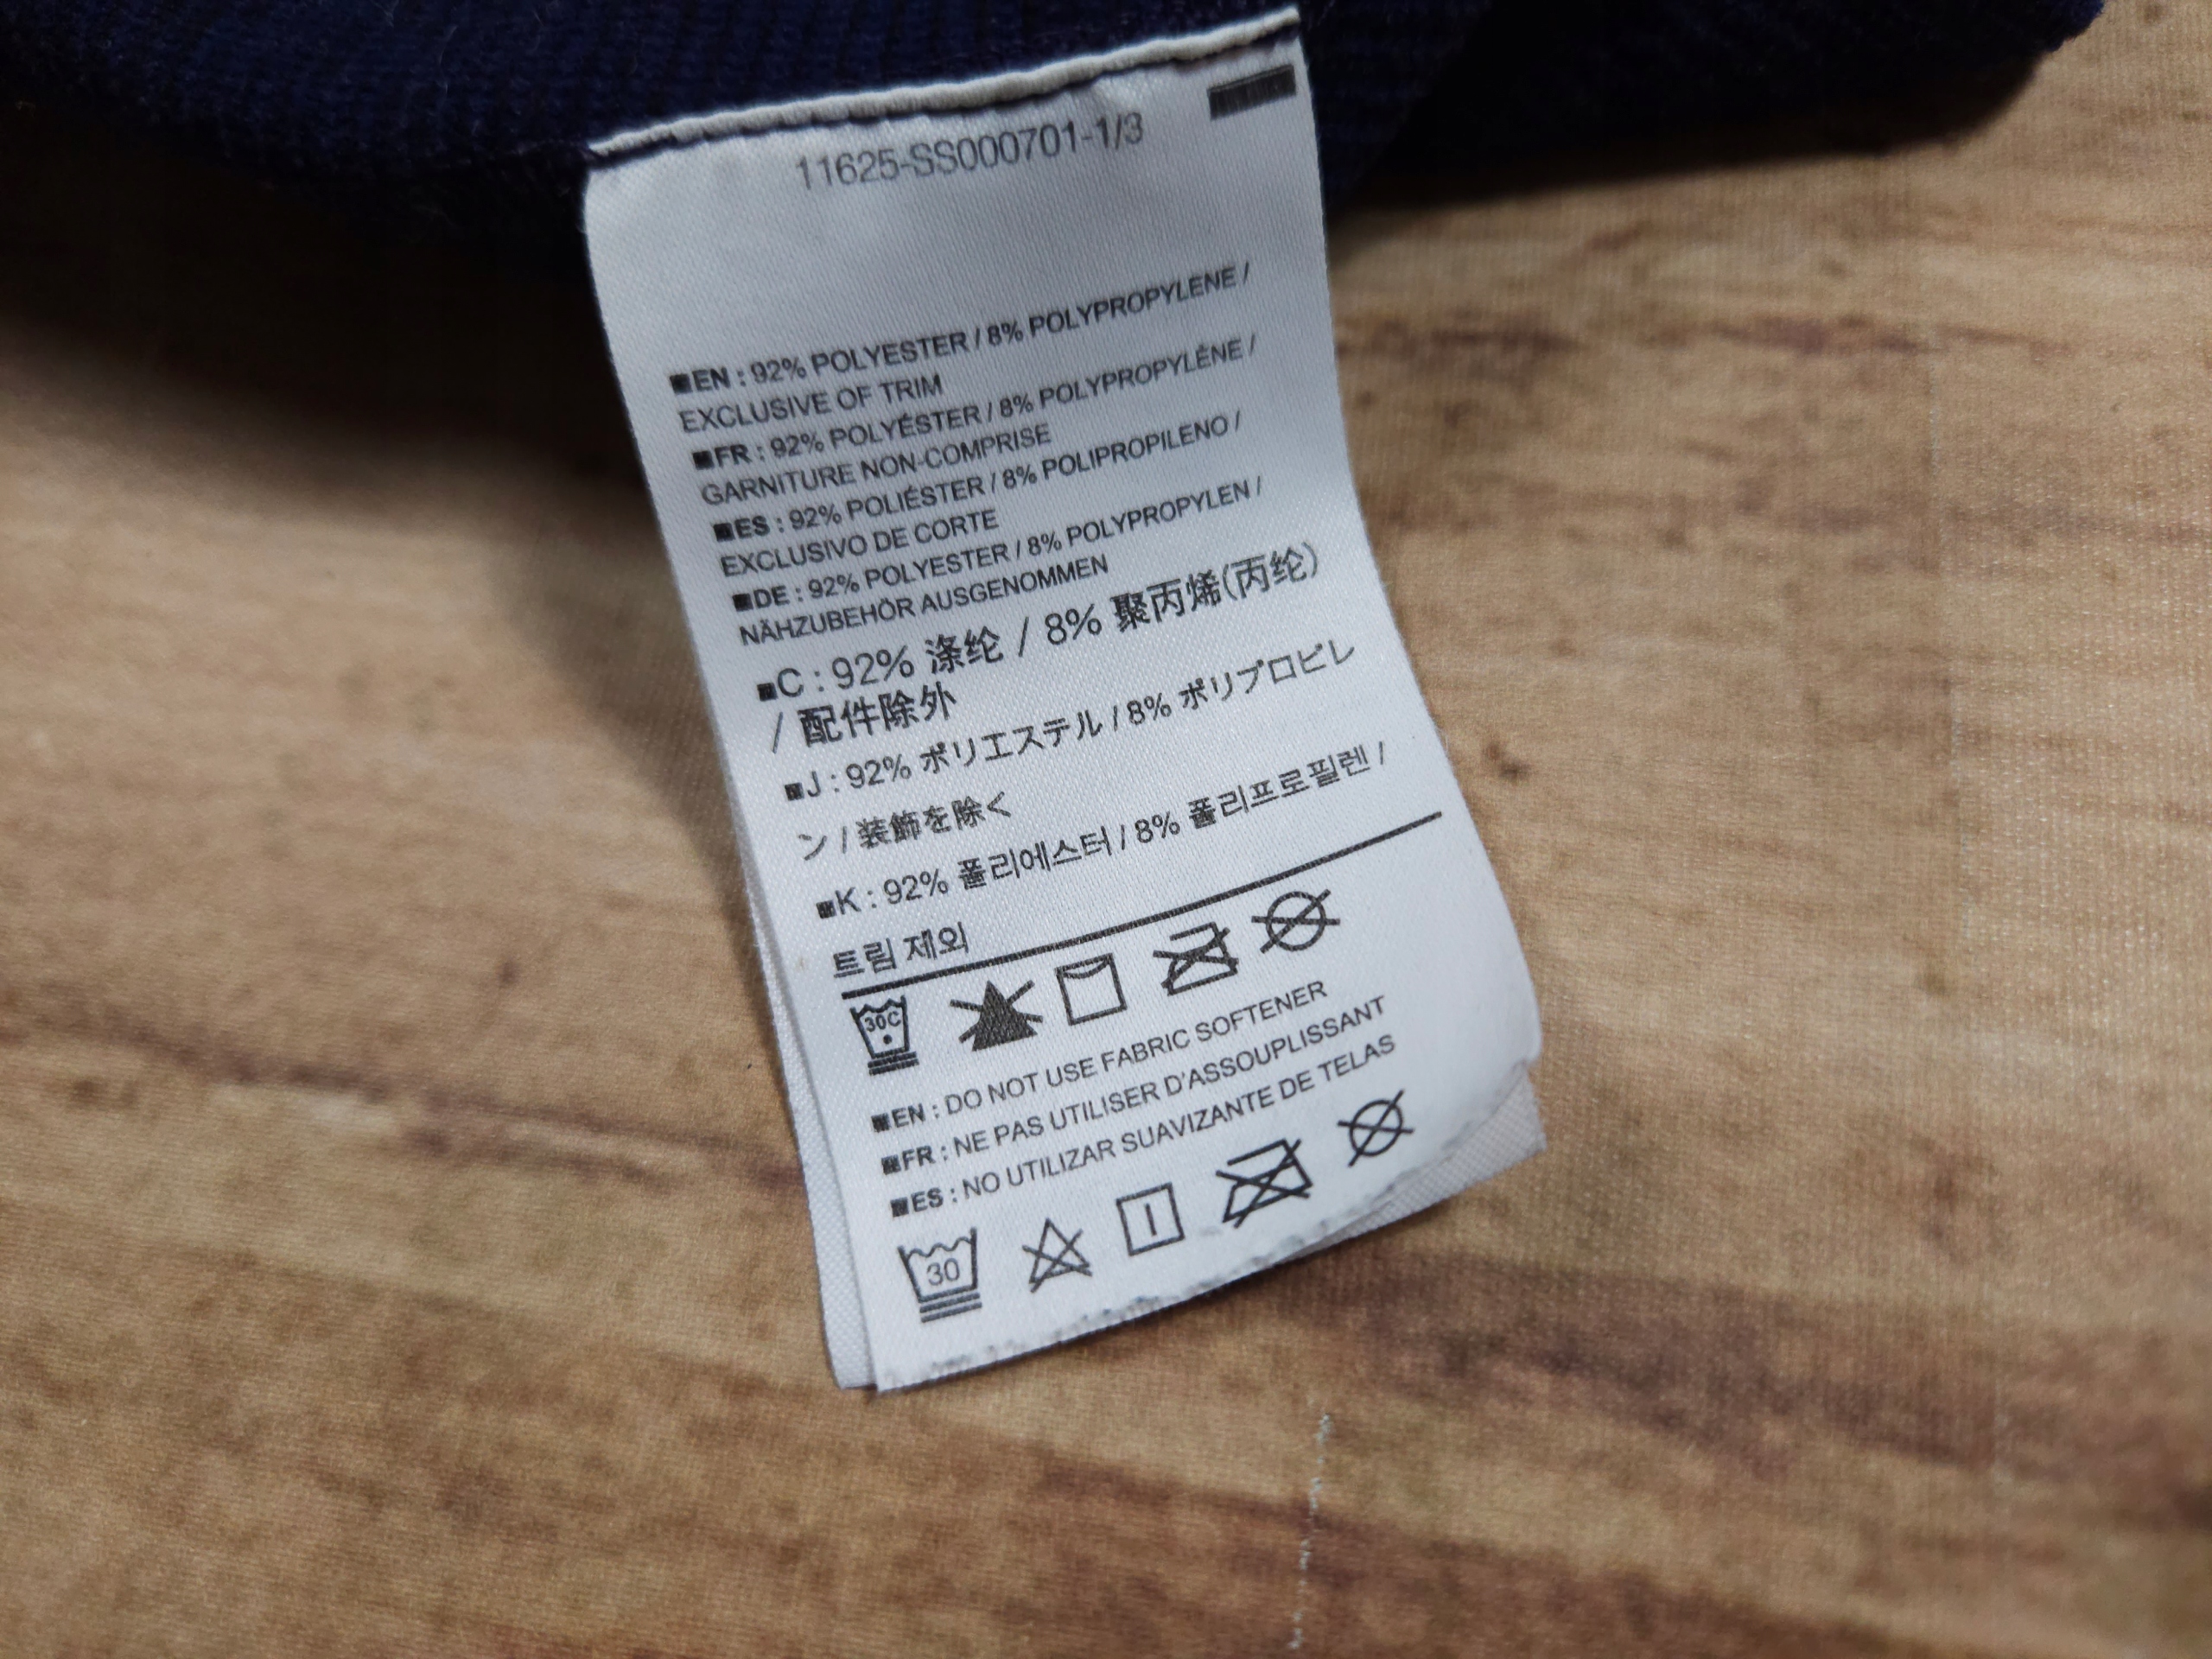 11625-SS000701-1/3
■EN : 92% POLYESTER / 8% POLYPROPYLENE /
EXCLUSIVE OF TRIM
■FR : 92% POLYÉSTER / 8% POLYPROPYLÉNE /
GARNITURE NON-COMPRISE
■ES : 92% POLIÉSTER / 8% POLIPROPILENO /
EXCLUSIVO DE CORTE
■DE : 92% POLYESTER / 8% POLYPROPYLEN /
NÄHZUBEHÖR AUSGENOMMEN
■C : 92% 涤纶 / 8% 聚丙烯(丙纶)
/ 配件除外
■J : 92% ポリエステル / 8% ポリプロピレ
ン / 装飾を除く
■K : 92% 폴리에스터 / 8% 폴리프로필렌 /
트림 제외
30C
■EN : DO NOT USE FABRIC SOFTENER
■FR : NE PAS UTILISER D'ASSOUPLISSANT
■ES : NO UTILIZAR SUAVIZANTE DE TELAS
30